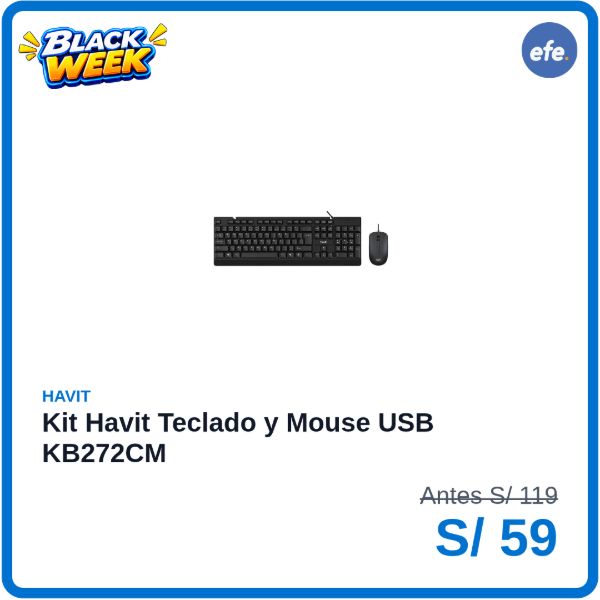 BLACK
WEEK
efe.
HAVIT
Kit Havit Teclado y Mouse USB
KB272CM
Antes S/ 119
S/ 59